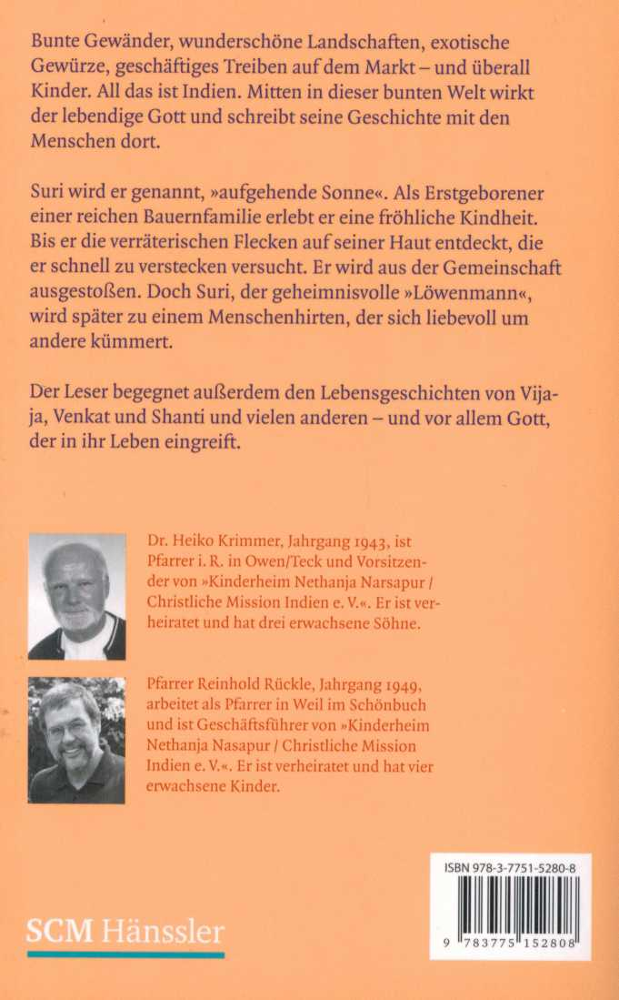 Bunte Gewänder, wunderschöne Landschaften, exotische
Gewürze, geschäftiges Treiben auf dem Markt – und überall
Kinder. All das ist Indien. Mitten in dieser bunten Welt wirkt
der lebendige Gott und schreibt seine Geschichte mit den
Menschen dort.
Suri wird er genannt, »aufgehende Sonne«. Als Erstgeborener
einer reichen Bauernfamilie erlebt er eine fröhliche Kindheit.
Bis er die verräterischen Flecken auf seiner Haut entdeckt, die
er schnell zu verstecken versucht. Er wird aus der Gemeinschaft
ausgestoßen. Doch Suri, der geheimnisvolle »Löwenmann«,
wird später zu einem Menschenhirten, der sich liebevoll um
andere kümmert.
Der Leser begegnet außerdem den Lebensgeschichten von Vija-
ja, Venkat und Shanti und vielen anderen – und vor allem Gott,
der in ihr Leben eingreift.
Dr. Heiko Krimmer, Jahrgang 1943, ist
Pfarrer i. R. in Owen/Teck und Vorsitzen-
der von »Kinderheim Nethanja Narsapur /
Christliche Mission Indien e. V.«. Er ist ver-
heiratet und hat drei erwachsene Söhne.
Pfarrer Reinhold Rückle, Jahrgang 1949,
arbeitet als Pfarrer in Weil im Schönbuch
und ist Geschäftsführer von »Kinderheim
Nethanja Nasapur / Christliche Mission
Indien e. V.«. Er ist verheiratet und hat vier
erwachsene Kinder.
ISBN 978-3-7751-5280-8
9 783775 152808
SCM Hänssler